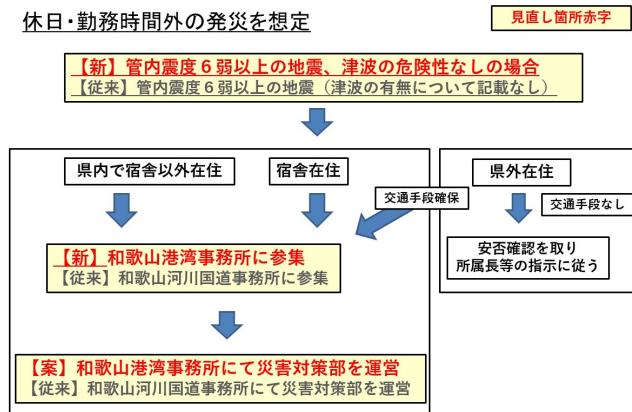 休日・勤務時間外の発災を想定
見直し箇所赤字
【新】管内震度６弱以上の地震、津波の危険性なしの場合
【従来】管内震度６弱以上の地震（津波の有無について記載なし）
県内で宿舎以外在住
宿舎在住
県外在住
交通手段確保
交通手段なし
【新】和歌山港湾事務所に参集
【従来】和歌山河川国道事務所に参集
安否確認を取り
所属長等の指示に従う
【案】和歌山港湾事務所にて災害対策部を運営
【従来】和歌山河川国道事務所にて災害対策部を運営